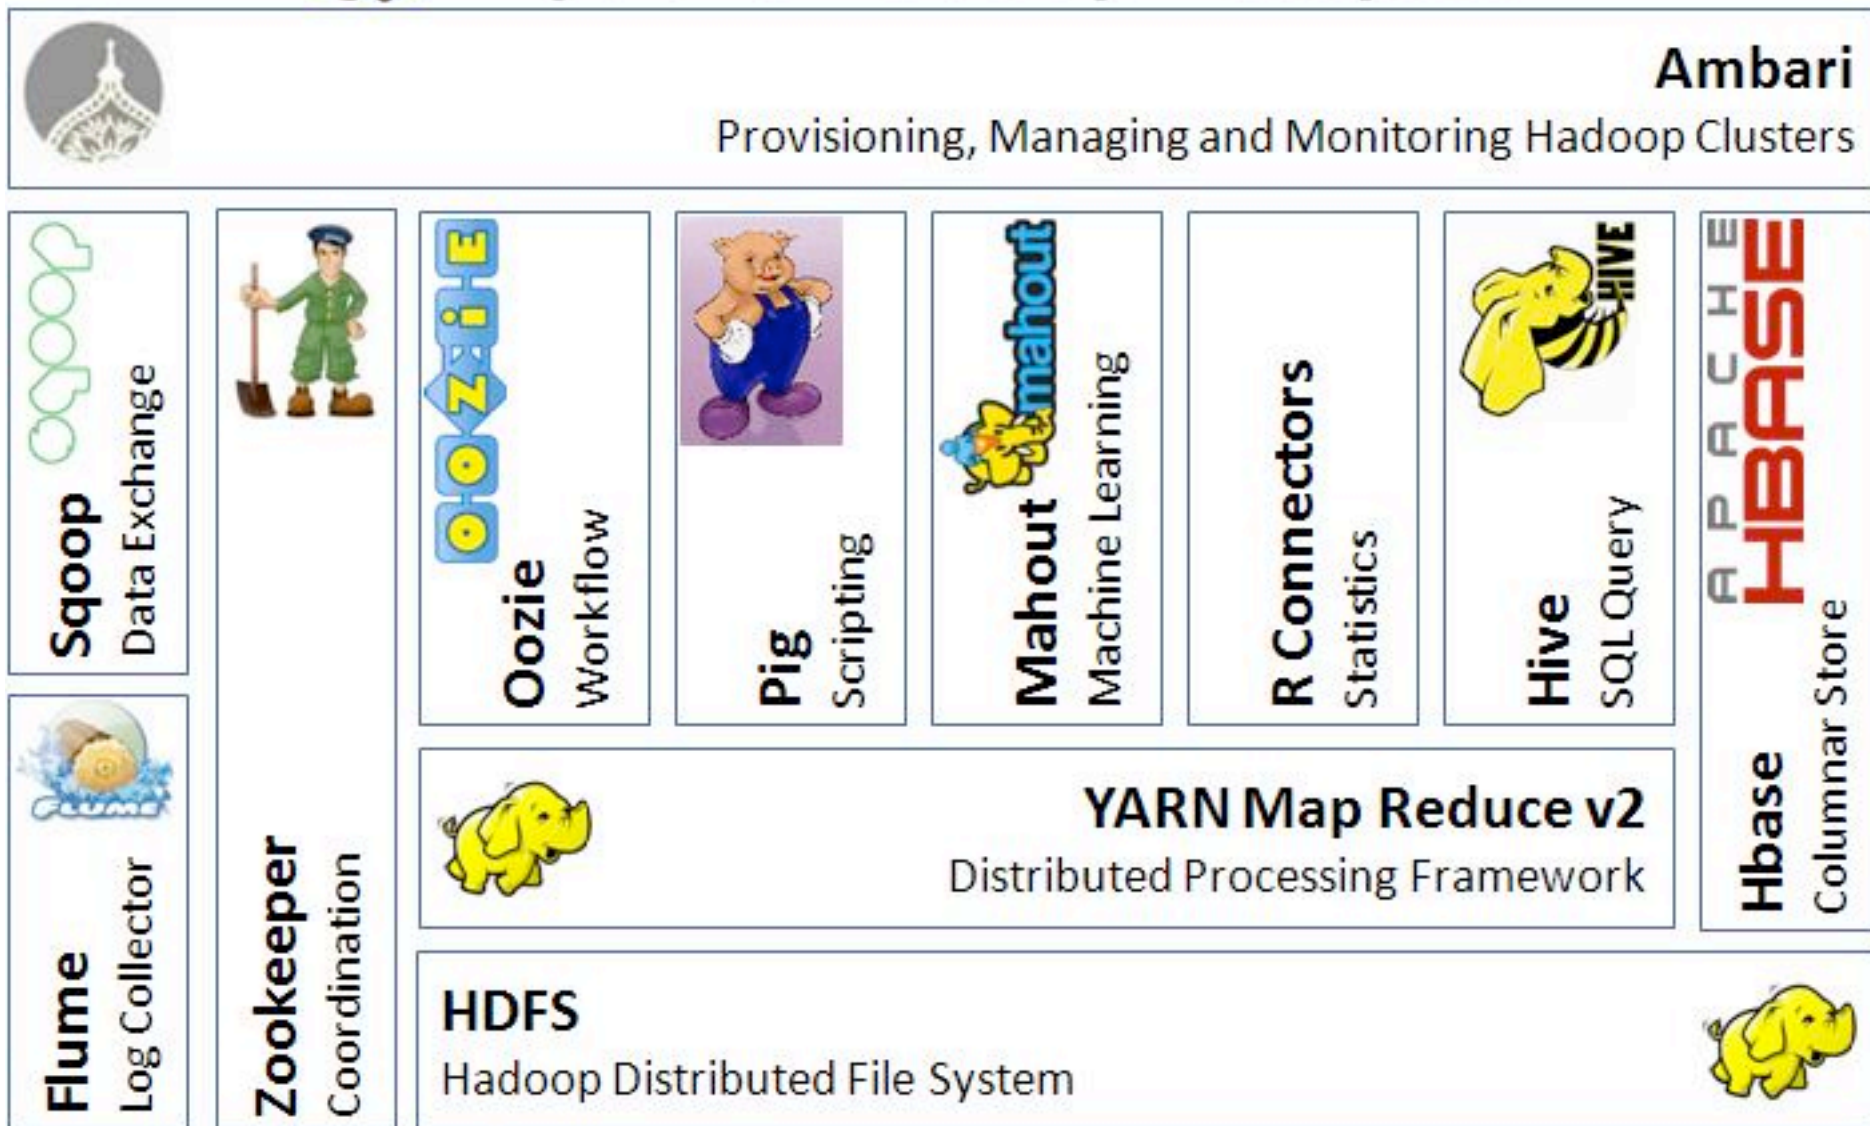 Ambari
Provisioning, Managing and Monitoring Hadoop Clusters
sqoop
Sqoop
Data Exchange
FLUME
Flume
Log Collector
Zookeeper
Coordination
OOZIE
Oozie
Workflow
Pig
Scripting
mahout
Mahout
Machine Learning
R Connectors
Statistics
HIVE
Hive
SQL Query
APACHE
HBASE
Hbase
Columnar Store
YARN Map Reduce v2
Distributed Processing Framework
HDFS
Hadoop Distributed File System